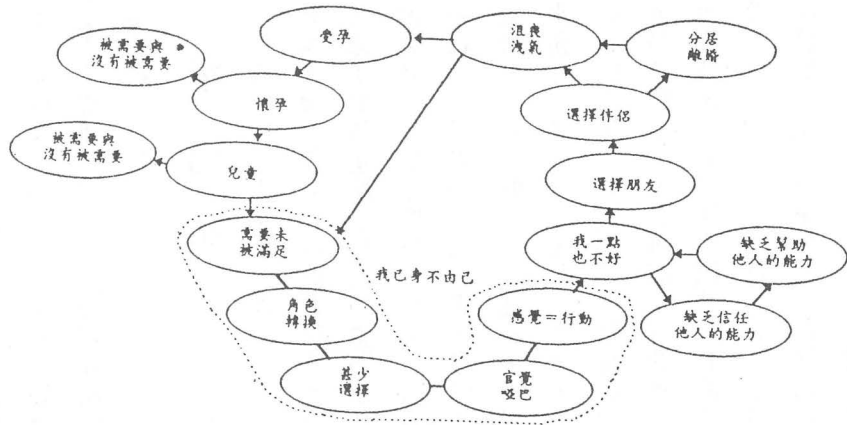 受孕
沮喪
洩氣
分居
離婚
被需要與
沒有被需要
懷孕
選擇伴侶
被需要與
沒有被需要
兒童
選擇朋友
需要未
被滿足
我一點
也不好
缺乏幫助
他人的能力
我已身不由己
角色
轉換
感覺＝行動
缺乏信任
他人的能力
甚少
選擇
官覺
啞巴